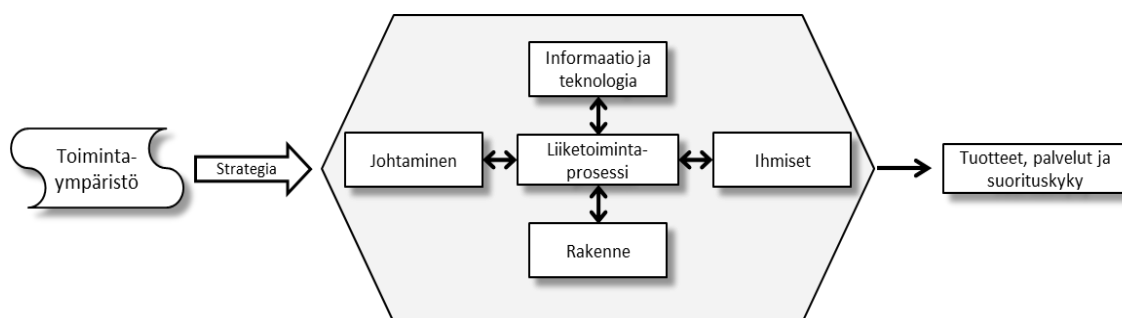 Toiminta-
ympäristö
Strategia
Johtaminen
Informaatio ja
teknologia
Liiketoiminta-
prosessi
Rakenne
Ihmiset
Tuotteet, palvelut ja
suorituskyky